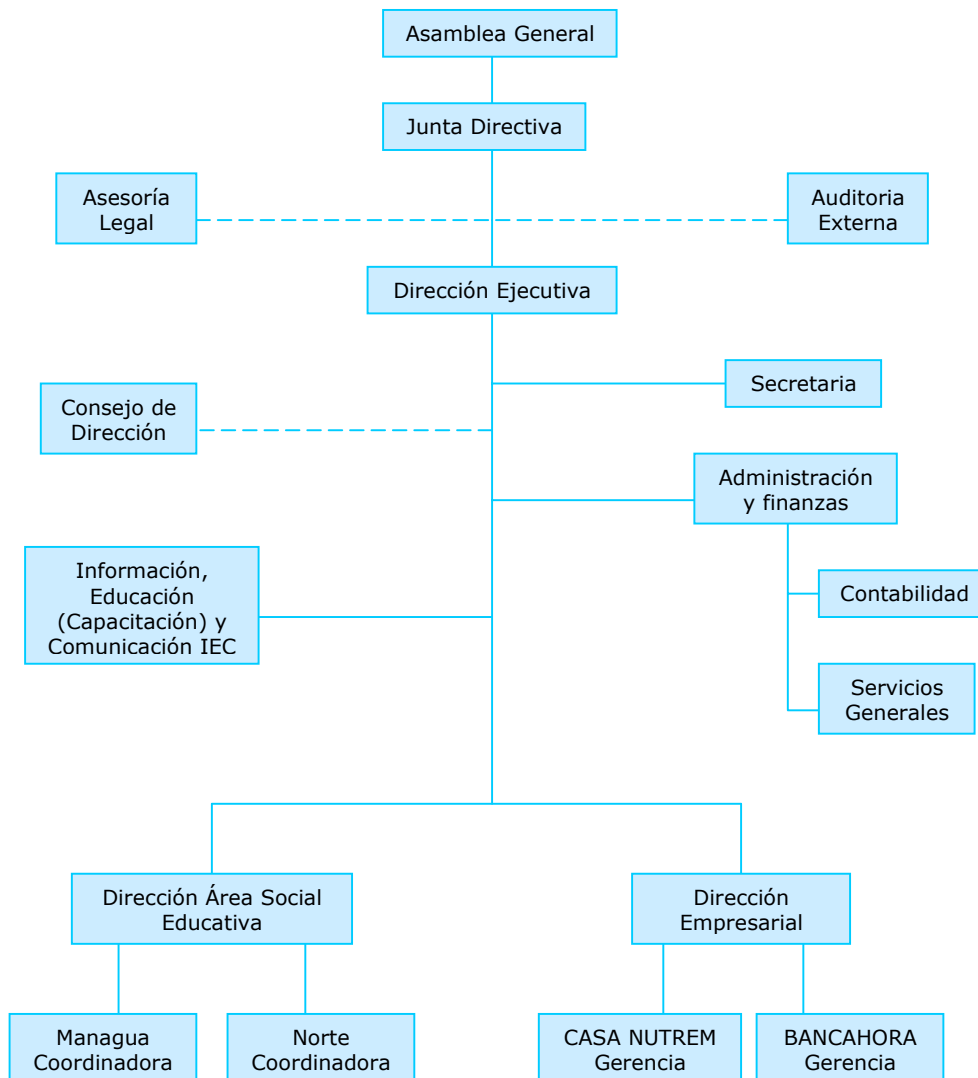 Asamblea General
Junta Directiva
Asesoría
Legal
Auditoria
Externa
Dirección Ejecutiva
Secretaria
Consejo de
Dirección
Administración
y finanzas
Información,
Educación
(Capacitación) y
Comunicación IEC
Contabilidad
Servicios
Generales
Dirección Área Social
Educativa
Dirección
Empresarial
Managua
Coordinadora
Norte
Coordinadora
CASA NUTREM
Gerencia
BANCAHORA
Gerencia